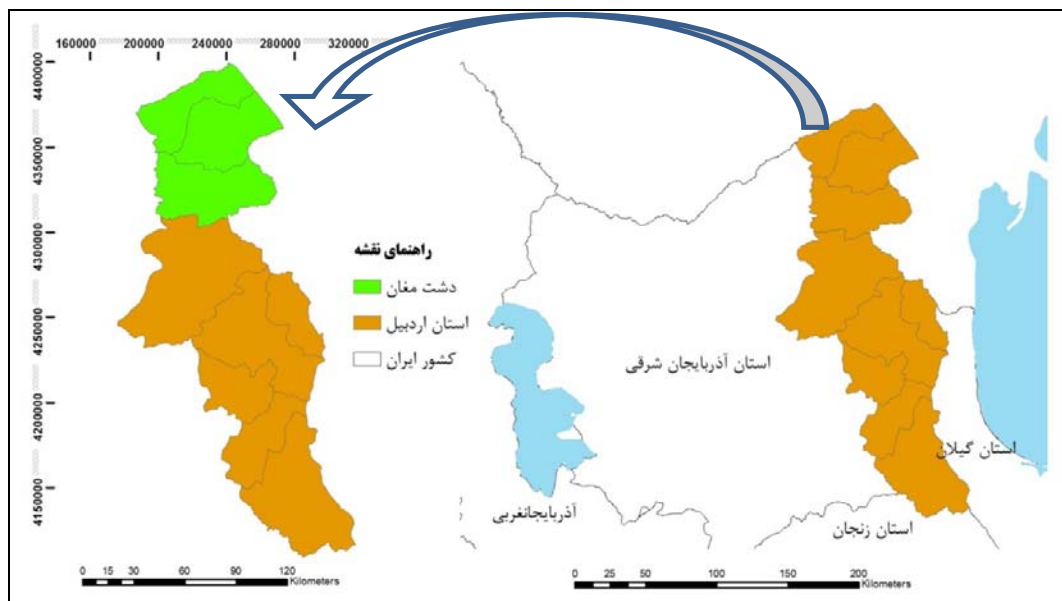 160000 200000 240000 280000 320000
4400000
4350000
4300000
4250000
4200000
4150000
راهنمای نقشه
دشت مغان
استان اردبیل
کشور ایران
0 15 30 60 90 120
Kilometers
استان آذربایجان شرقی
استان گیلان
آذربایجانغربی
استان زنجان
0 25 50 100 150 200
Kilometers